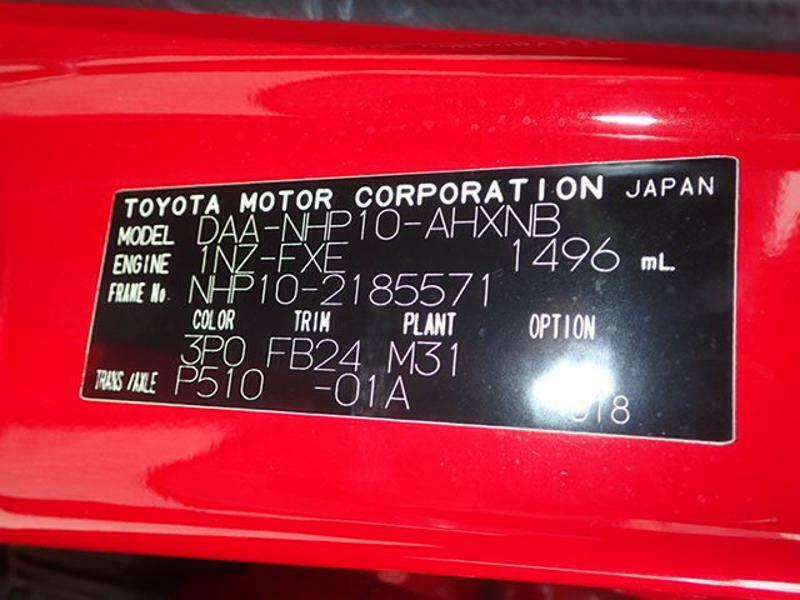 TOYOTA MOTOR CORPORATION JAPAN
MODEL DAA-NHP10-AHXNB
ENGINE 1NZ-FXE 1496 mL.
FRAME No. NHP10-2185571
COLOR TRIM PLANT OPTION
3P0 FB24 M31
TRANS/AXLE P510 -01A